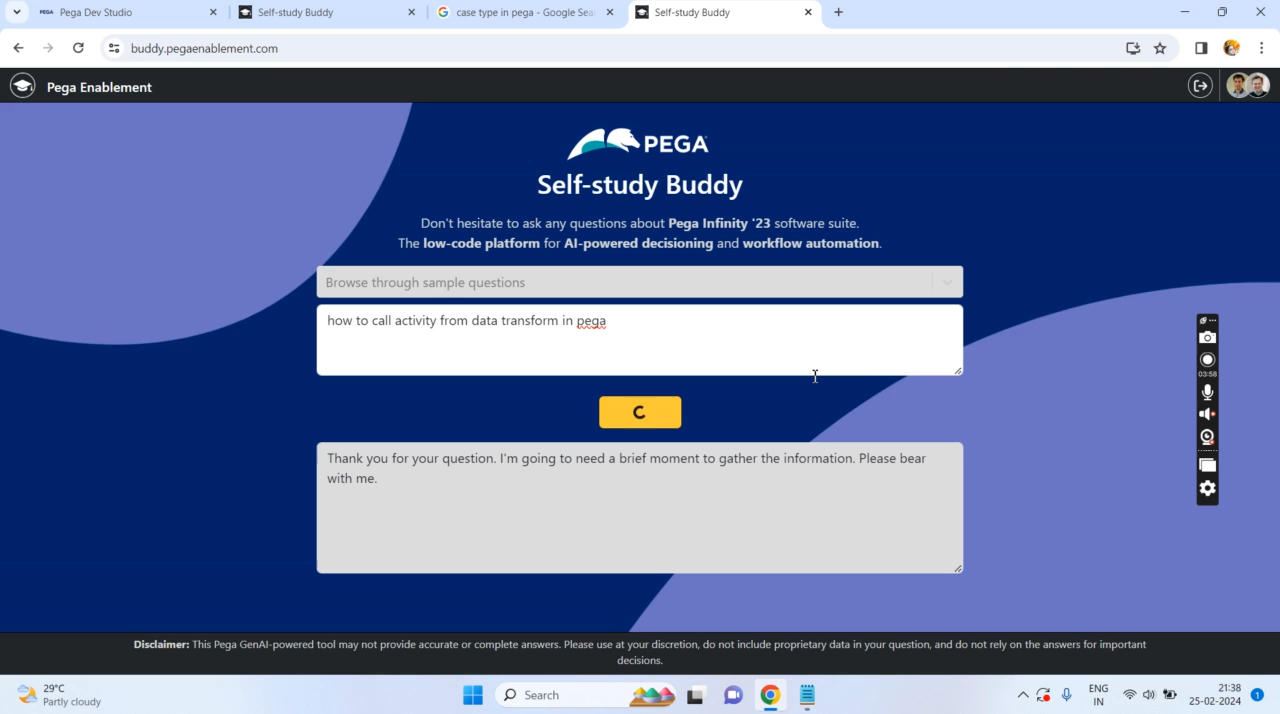 PEGA Pega Dev Studio
Self-study Buddy
case type in pega - Google Sea
Self-study Buddy
buddy.pegaenablement.com
Pega Enablement
PEGA
Self-study Buddy
Don't hesitate to ask any questions about Pega Infinity '23 software suite.
The low-code platform for AI-powered decisioning and workflow automation.
Browse through sample questions
how to call activity from data transform in pega
03:58
Thank you for your question. I'm going to need a brief moment to gather the information. Please bear
with me.
Disclaimer: This Pega GenAI-powered tool may not provide accurate or complete answers. Please use at your discretion, do not include proprietary data in your question, and do not rely on the answers for important
decisions.
29°C
Partly cloudy
Search
ENG
IN
21:38
25-02-2024
1